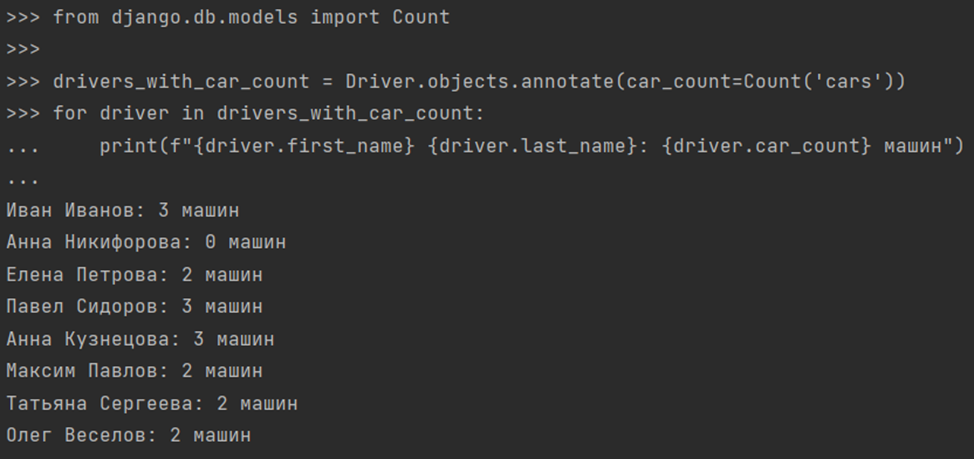 >>> from django.db.models import Count
>>>
>>> drivers_with_car_count = Driver.objects.annotate(car_count=Count('cars'))
>>> for driver in drivers_with_car_count:
...     print(f"{driver.first_name} {driver.last_name}: {driver.car_count} машин")
...
Иван Иванов: 3 машин
Анна Никифорова: 0 машин
Елена Петрова: 2 машин
Павел Сидоров: 3 машин
Анна Кузнецова: 3 машин
Максим Павлов: 2 машин
Татьяна Сергеева: 2 машин
Олег Веселов: 2 машин